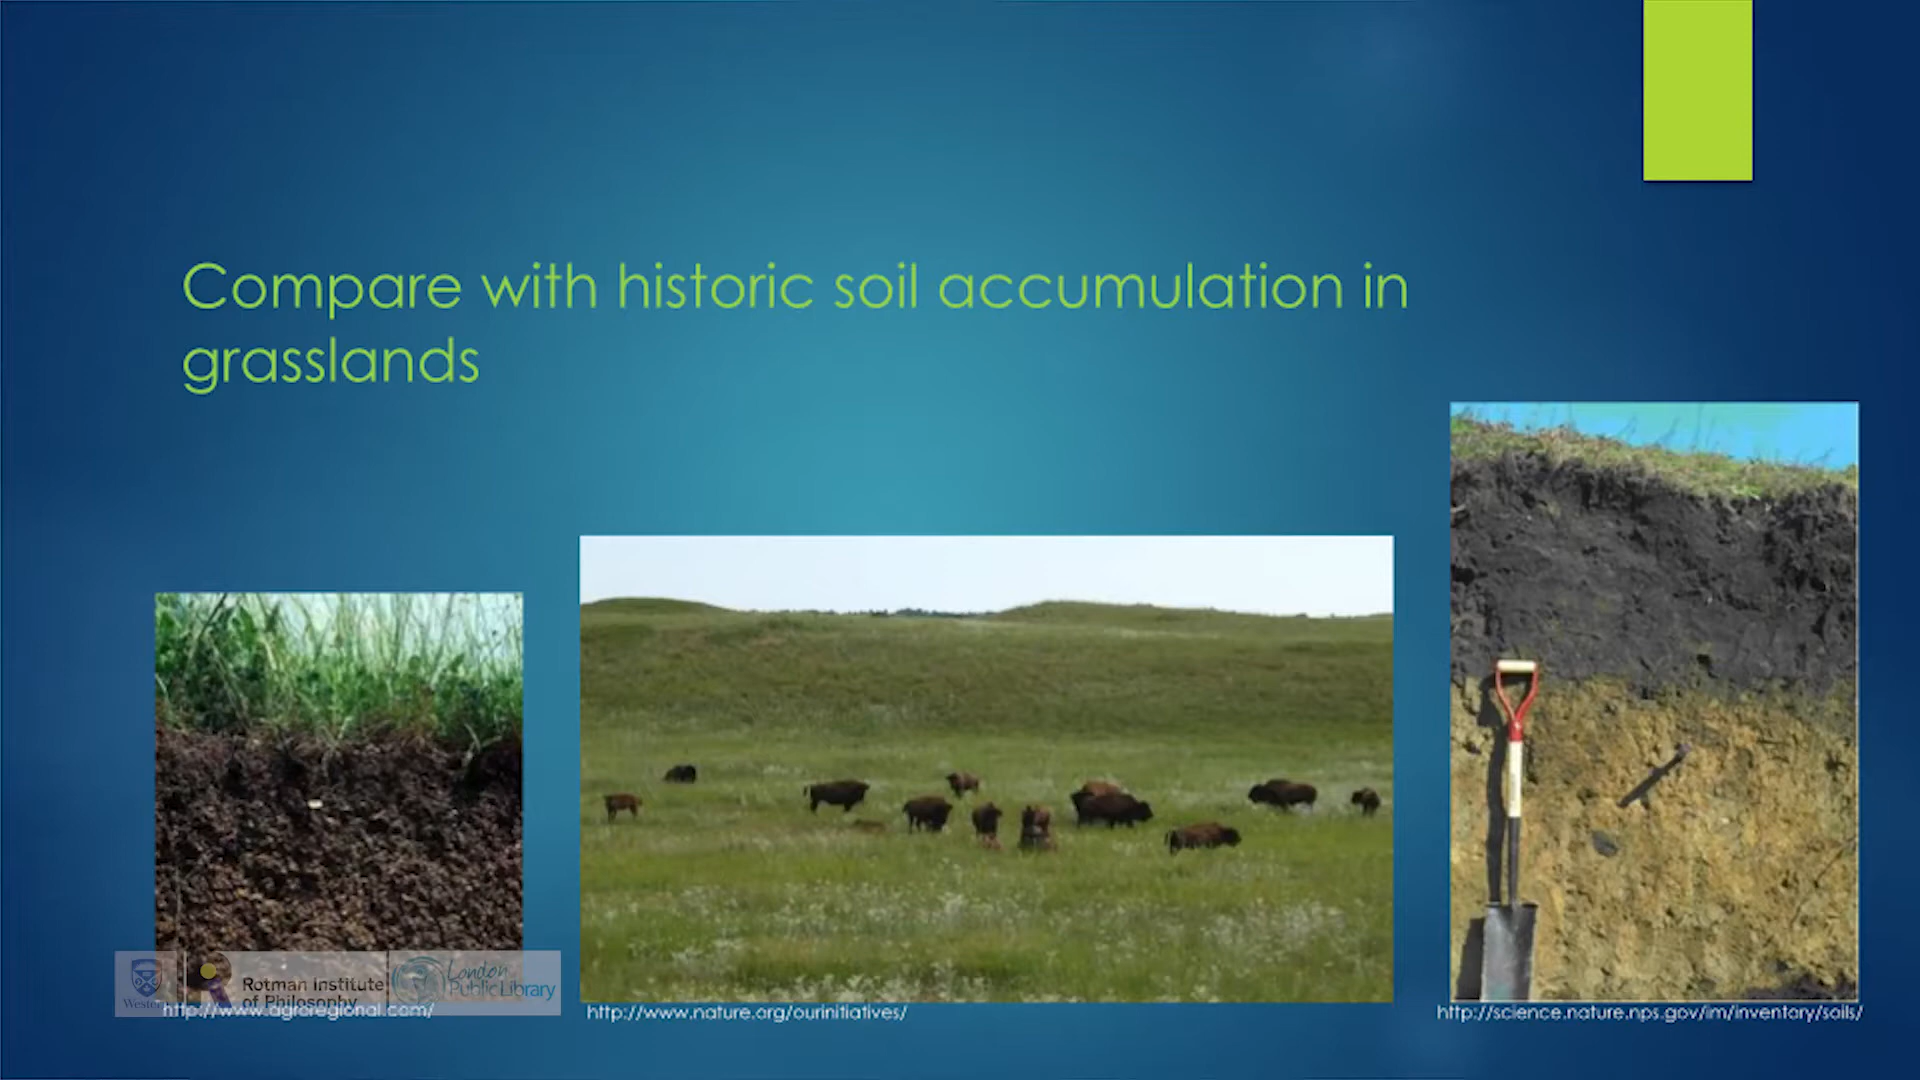 Compare with historic soil accumulation in
grasslands
Western
Rotman Institute
of Philosophy
London
Public Library
http://www.agroregional.com/
http://www.nature.org/ourinitiatives/
http://science.nature.nps.gov/im/inventory/soils/